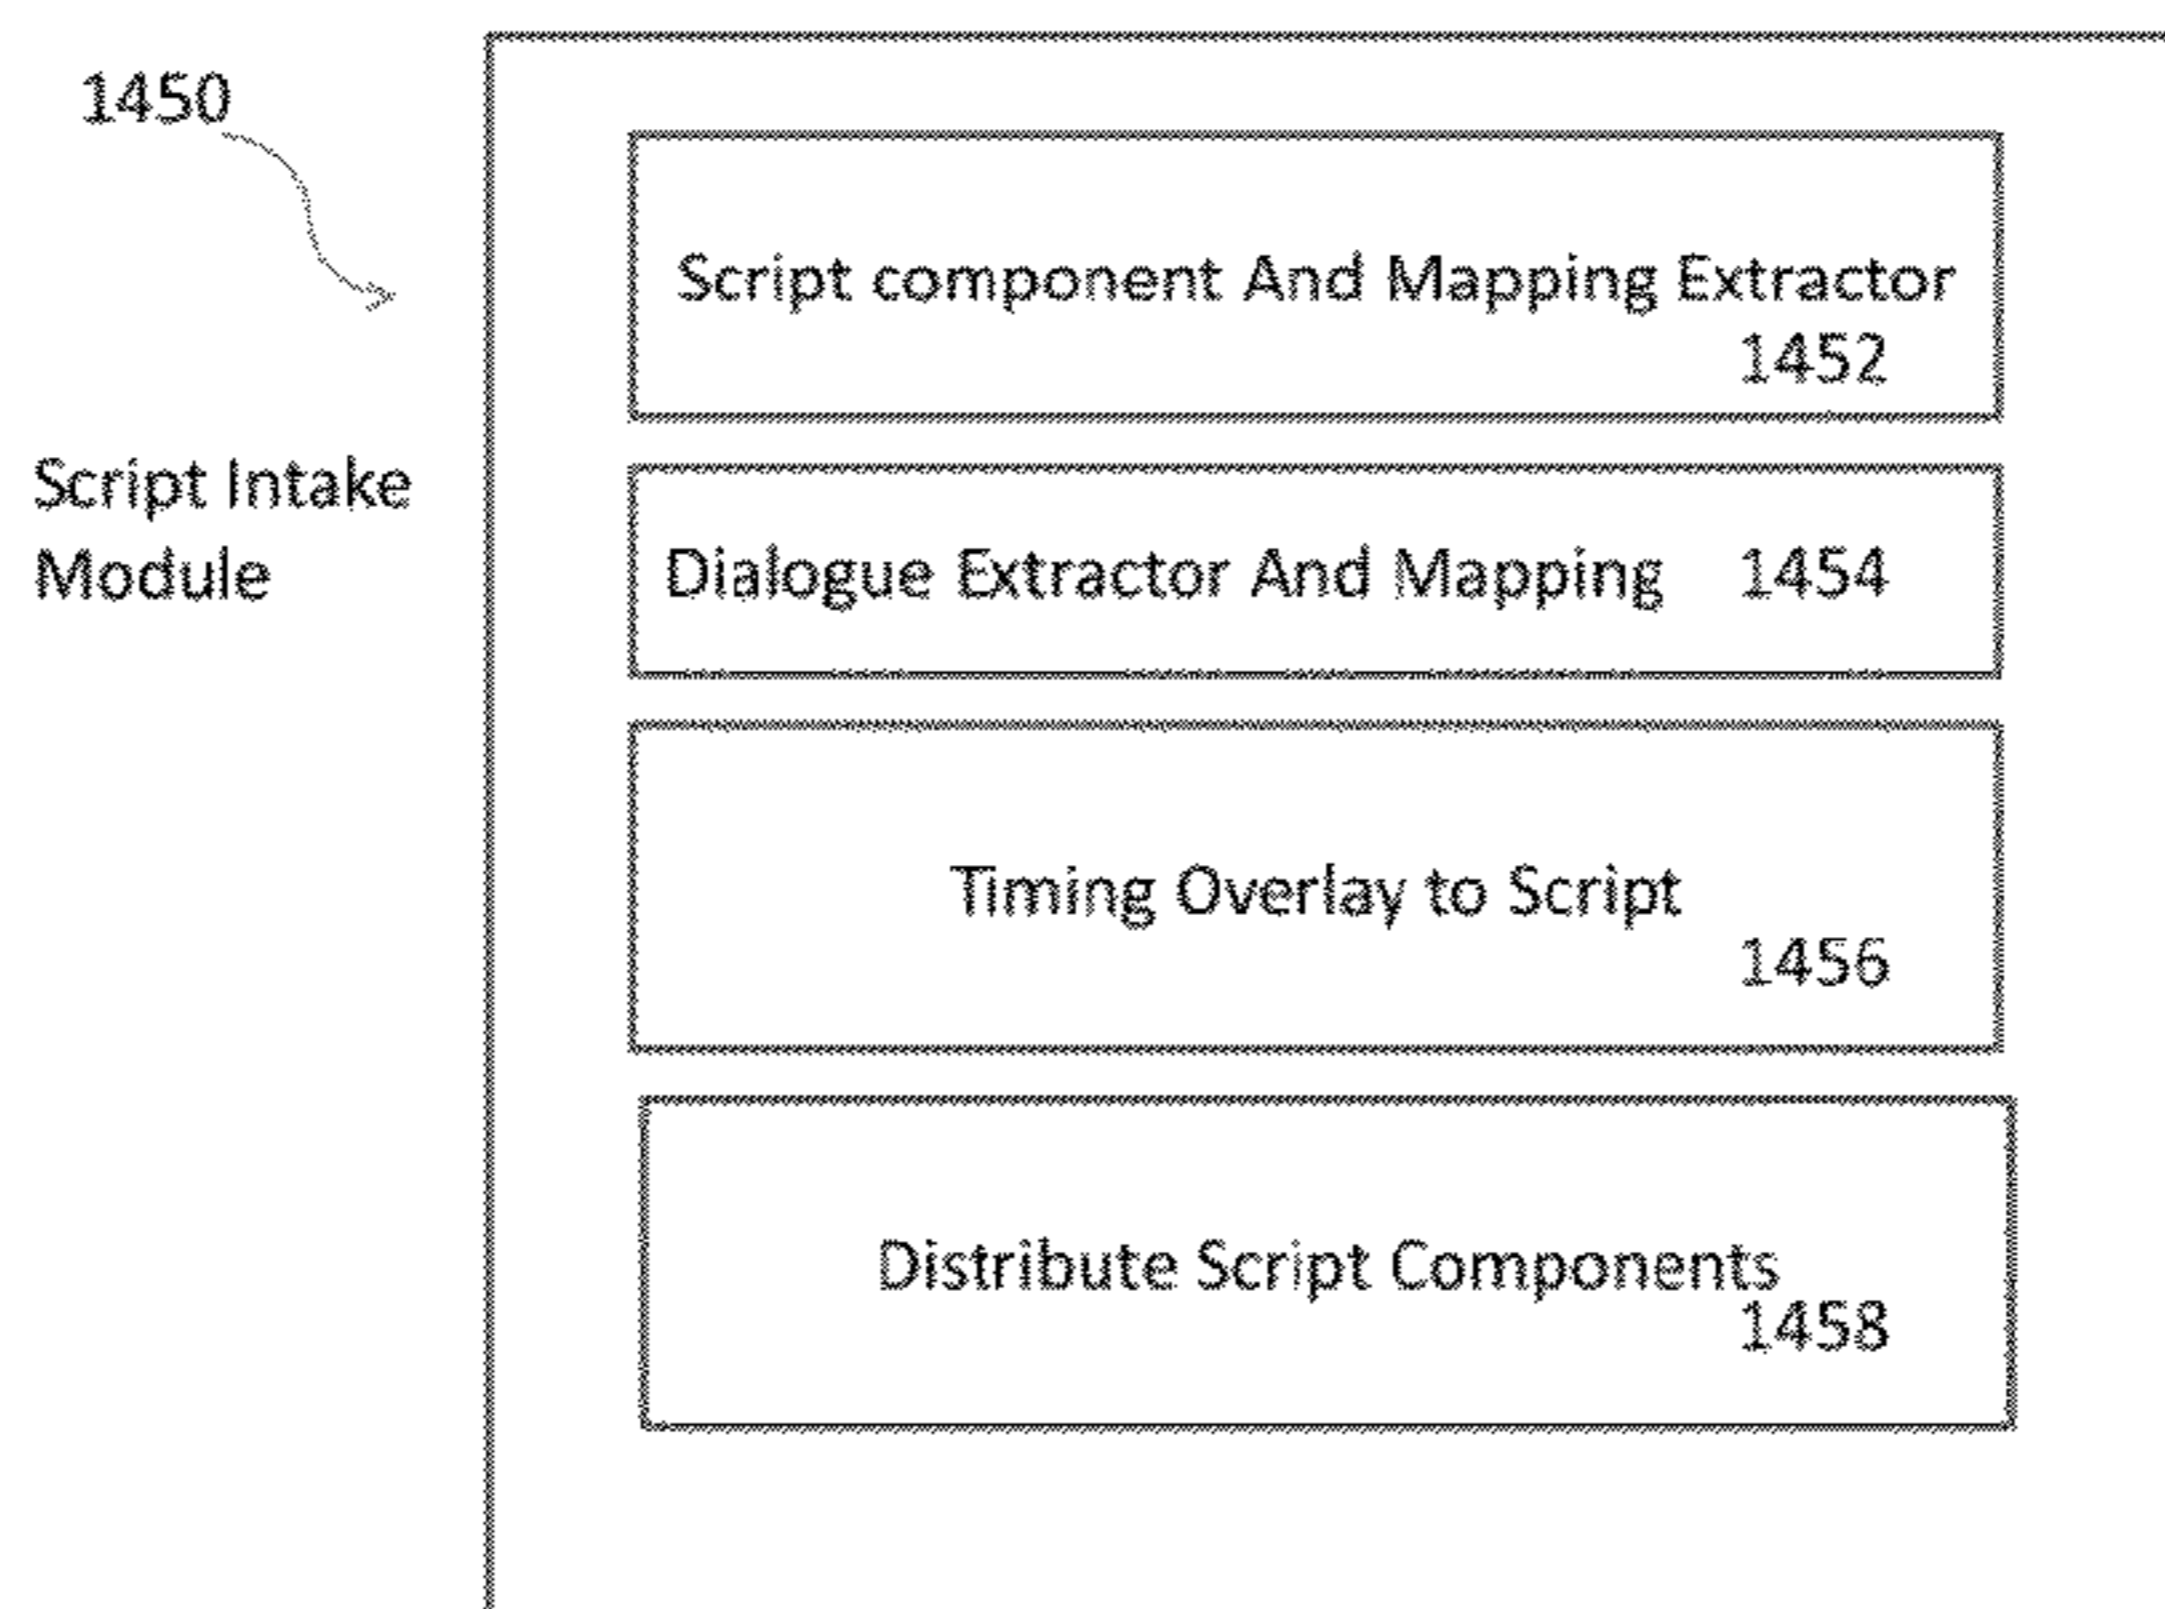 1450
Script Intake
Module
Script component And Mapping Extractor
1452
Dialogue Extractor And Mapping 1454
Timing Overlay to Script
1456
Distribute Script Components
1458